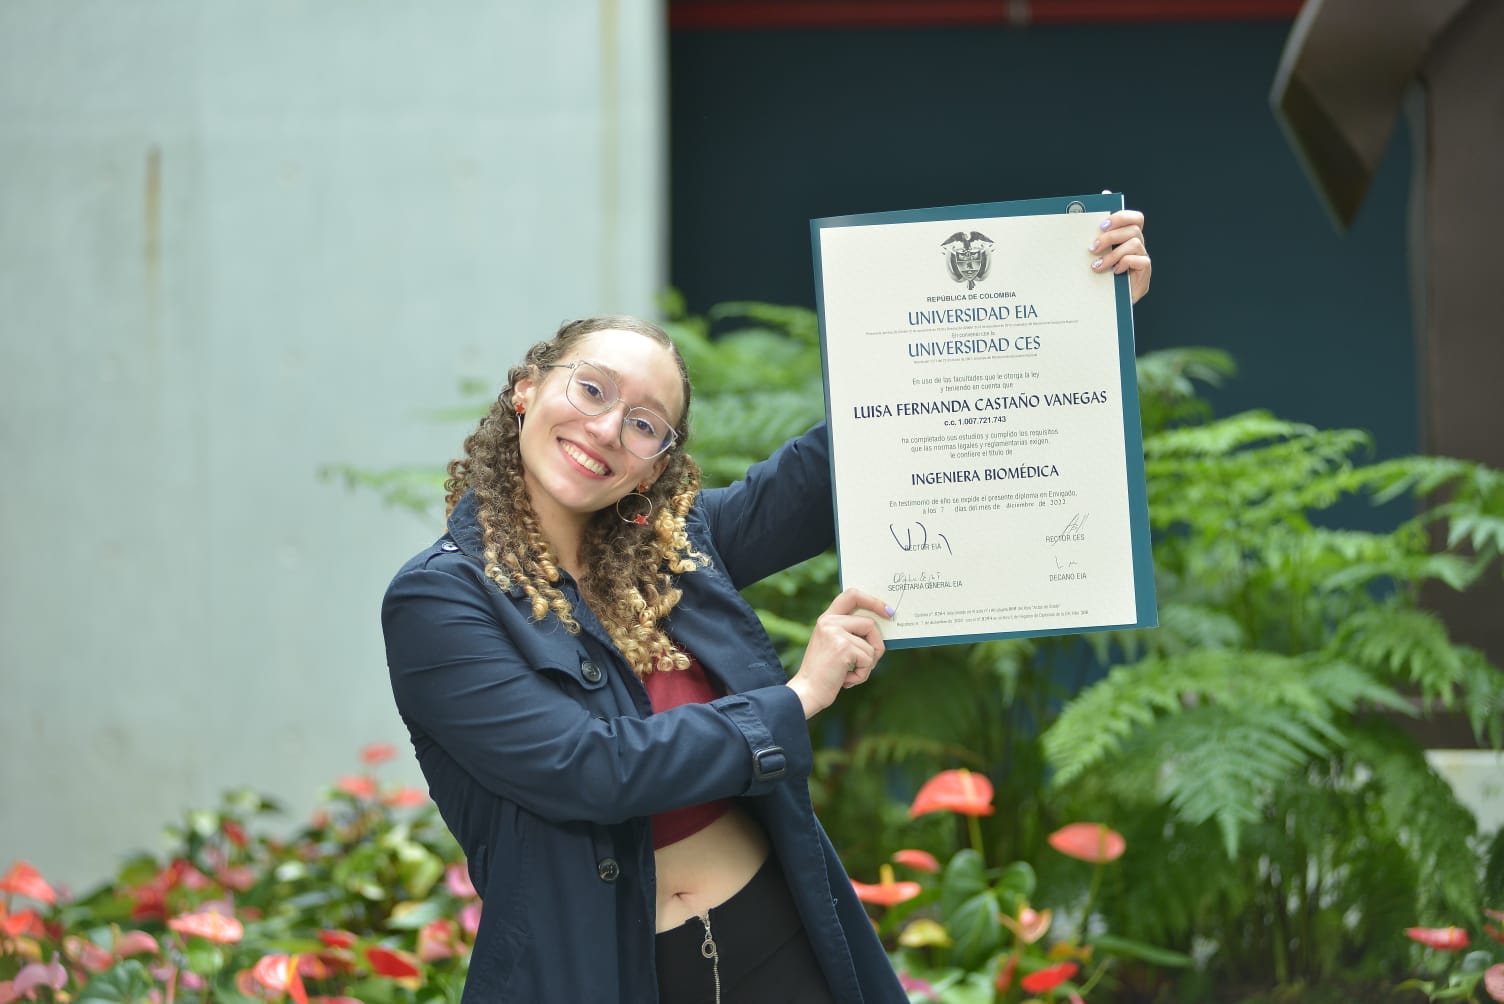 REPÚBLICA DE COLOMBIA
UNIVERSIDAD EIA
En convenio con la
UNIVERSIDAD CES
En uso de las facultades que le otorga la ley
y teniendo en cuenta que
LUISA FERNANDA CASTAÑO VANEGAS
c.c. 1.007.721.743
ha completado sus estudios y cumplido los requisitos
que las normas legales y reglamentarias exigen,
le confiere el título de
INGENIERA BIOMÉDICA
En testimonio de ello se expide el presente diploma en Envigado,
a los 7 días del mes de diciembre de 2022
RECTOR EIA
RECTOR CES
SECRETARIA GENERAL EIA
DECANO EIA